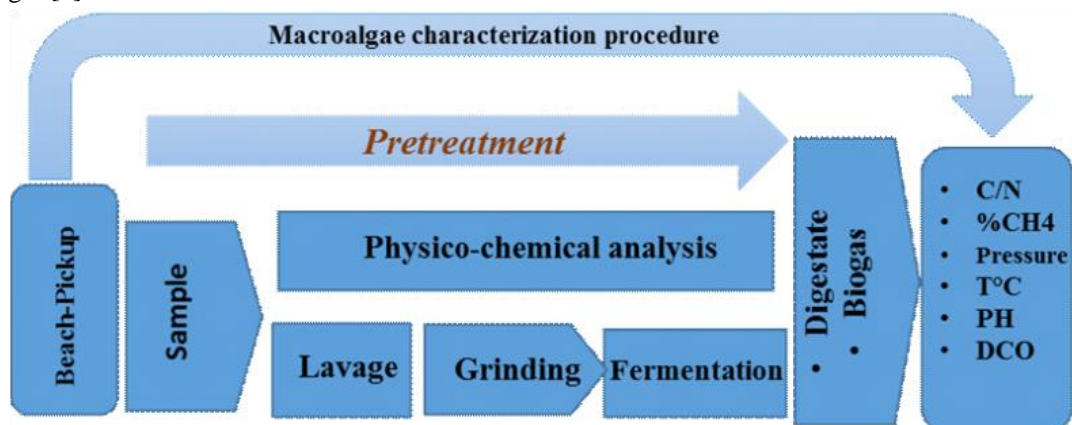 Macroalgae characterization procedure
Pretreatment
Beach-Pickup
Sample
Physico-chemical analysis
Lavage
Grinding
Fermentation
• Digestate
• Biogas
• C/N
• %CH4
• Pressure
• T°C
• PH
• DCO